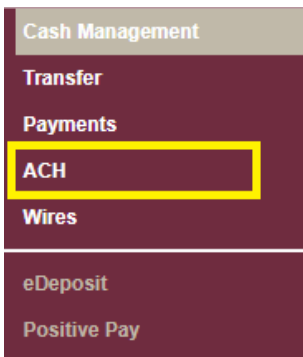 Cash Management
Transfer
Payments
ACH
Wires
eDeposit
Positive Pay